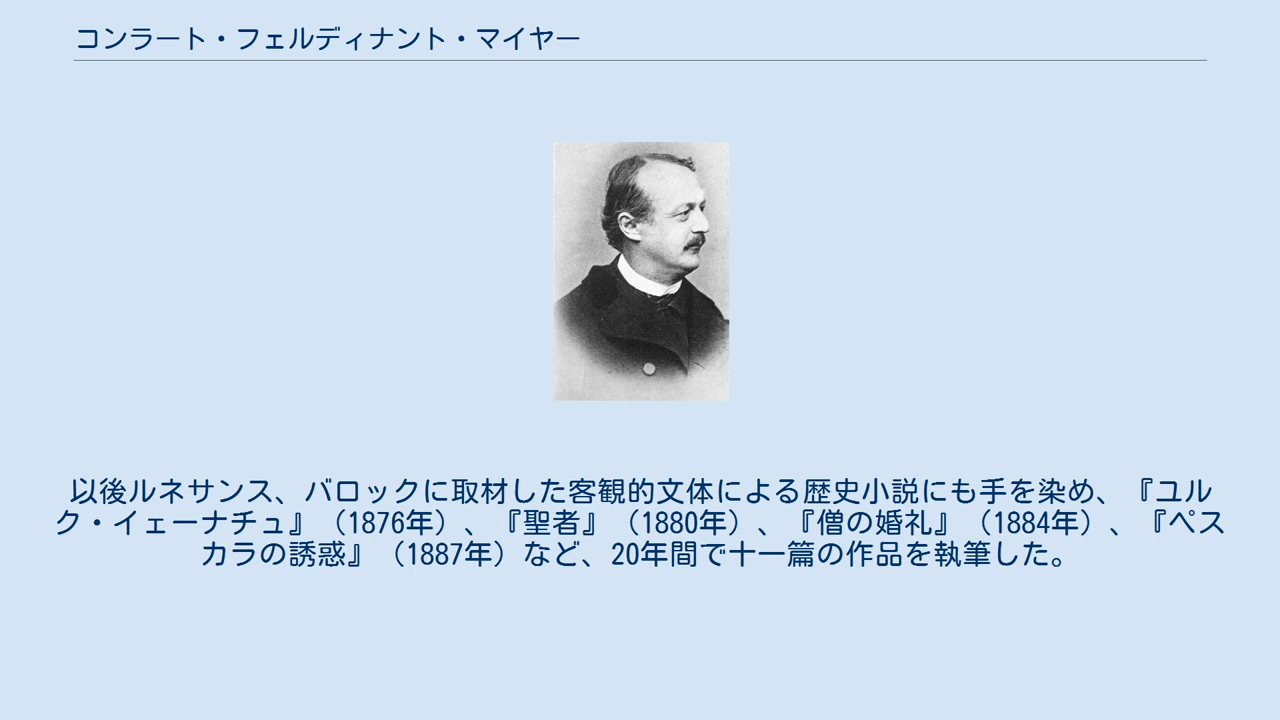 コンラート・フェルディナント・マイヤー
以後ルネサンス、バロックに取材した客観的文体による歴史小説にも手を染め、『ユル
ク・イェーナチュ』（1876年）、『聖者』（1880年）、『僧の婚礼』（1884年）、『ペス
カラの誘惑』（1887年）など、20年間で十一篇の作品を執筆した。